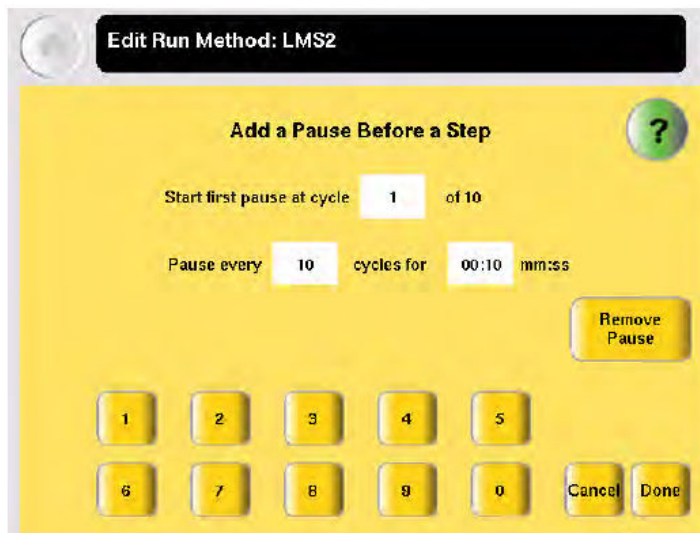 Edit Run Method: LMS2
Add a Pause Before a Step
?
Start first pause at cycle 1 of 10
Pause every 10 cycles for 00:10 mm:ss
Remove
Pause
1 2 3 4 5
6 7 8 9 0 Cancel Done